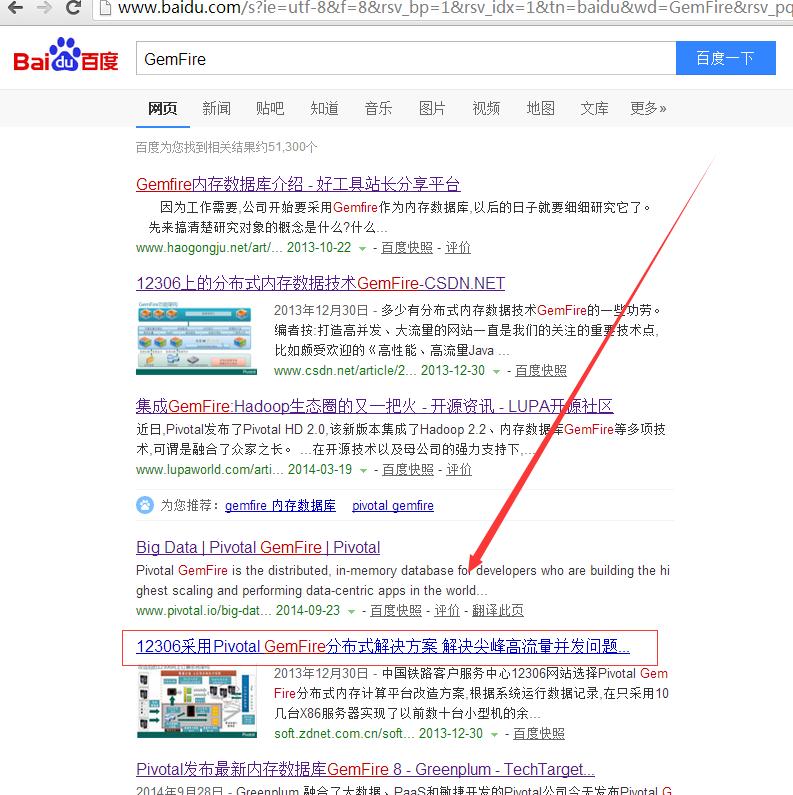 www.baidu.com/s?ie=utf-8&f=8&rsv_bp=1&rsv_idx=1&tn=baidu&wd=GemFire&rsv_pq
Bai du 百度
GemFire
百度一下
网页 新闻 贴吧 知道 音乐 图片 视频 地图 文库 更多»
百度为您找到相关结果约51,300个
Gemfire内存数据库介绍 - 好工具站长分享平台
因为工作需要,公司开始要采用Gemfire作为内存数据库,以后的日子就要细细研究它了。
先来搞清楚研究对象的概念是什么?什么...
www.haogongju.net/art/... 2013-10-22 - 百度快照 - 评价
12306上的分布式内存数据技术GemFire-CSDN.NET
2013年12月30日 - 多少有分布式内存数据技术GemFire的一些功劳。
编者按:打造高并发、大流量的网站一直是我们的关注的重要技术点,
比如颇受欢迎的《高性能、高流量Java ...
www.csdn.net/article/2... 2013-12-30 - 百度快照
集成GemFire:Hadoop生态圈的又一把火 - 开源资讯 - LUPA开源社区
近日,Pivotal发布了Pivotal HD 2.0,该新版本集成了Hadoop 2.2、内存数据库GemFire等多项技
术,可谓是融合了众家之长。 ...在开源技术以及母公司的强力支持下,...
www.lupaworld.com/arti... 2014-03-19 - 百度快照 - 评价
为您推荐: gemfire 内存数据库 pivotal gemfire
Big Data | Pivotal GemFire | Pivotal
Pivotal GemFire is the distributed, in-memory database for developers who are building the hi
ghest scaling and performing data-centric apps in the world...
www.pivotal.io/big-dat... 2014-09-23 - 百度快照 - 评价 - 翻译此页
12306采用Pivotal GemFire分布式解决方案 解决尖峰高流量并发问题...
2013年12月30日 - 中国铁路客户服务中心12306网站选择Pivotal Gem
Fire分布式内存计算平台改造方案,根据系统运行数据记录,在只采用10
几台X86服务器实现了以前数十台小型机的余...
soft.zdnet.com.cn/soft... 2013-12-30 - 百度快照
Pivotal发布最新内存数据库GemFire 8 - Greenplum - TechTarget...
2014年9月28日 - Greenplum 融合了大数据、PaaS和敏捷开发的Pivotal公司今天发布Pivotal G